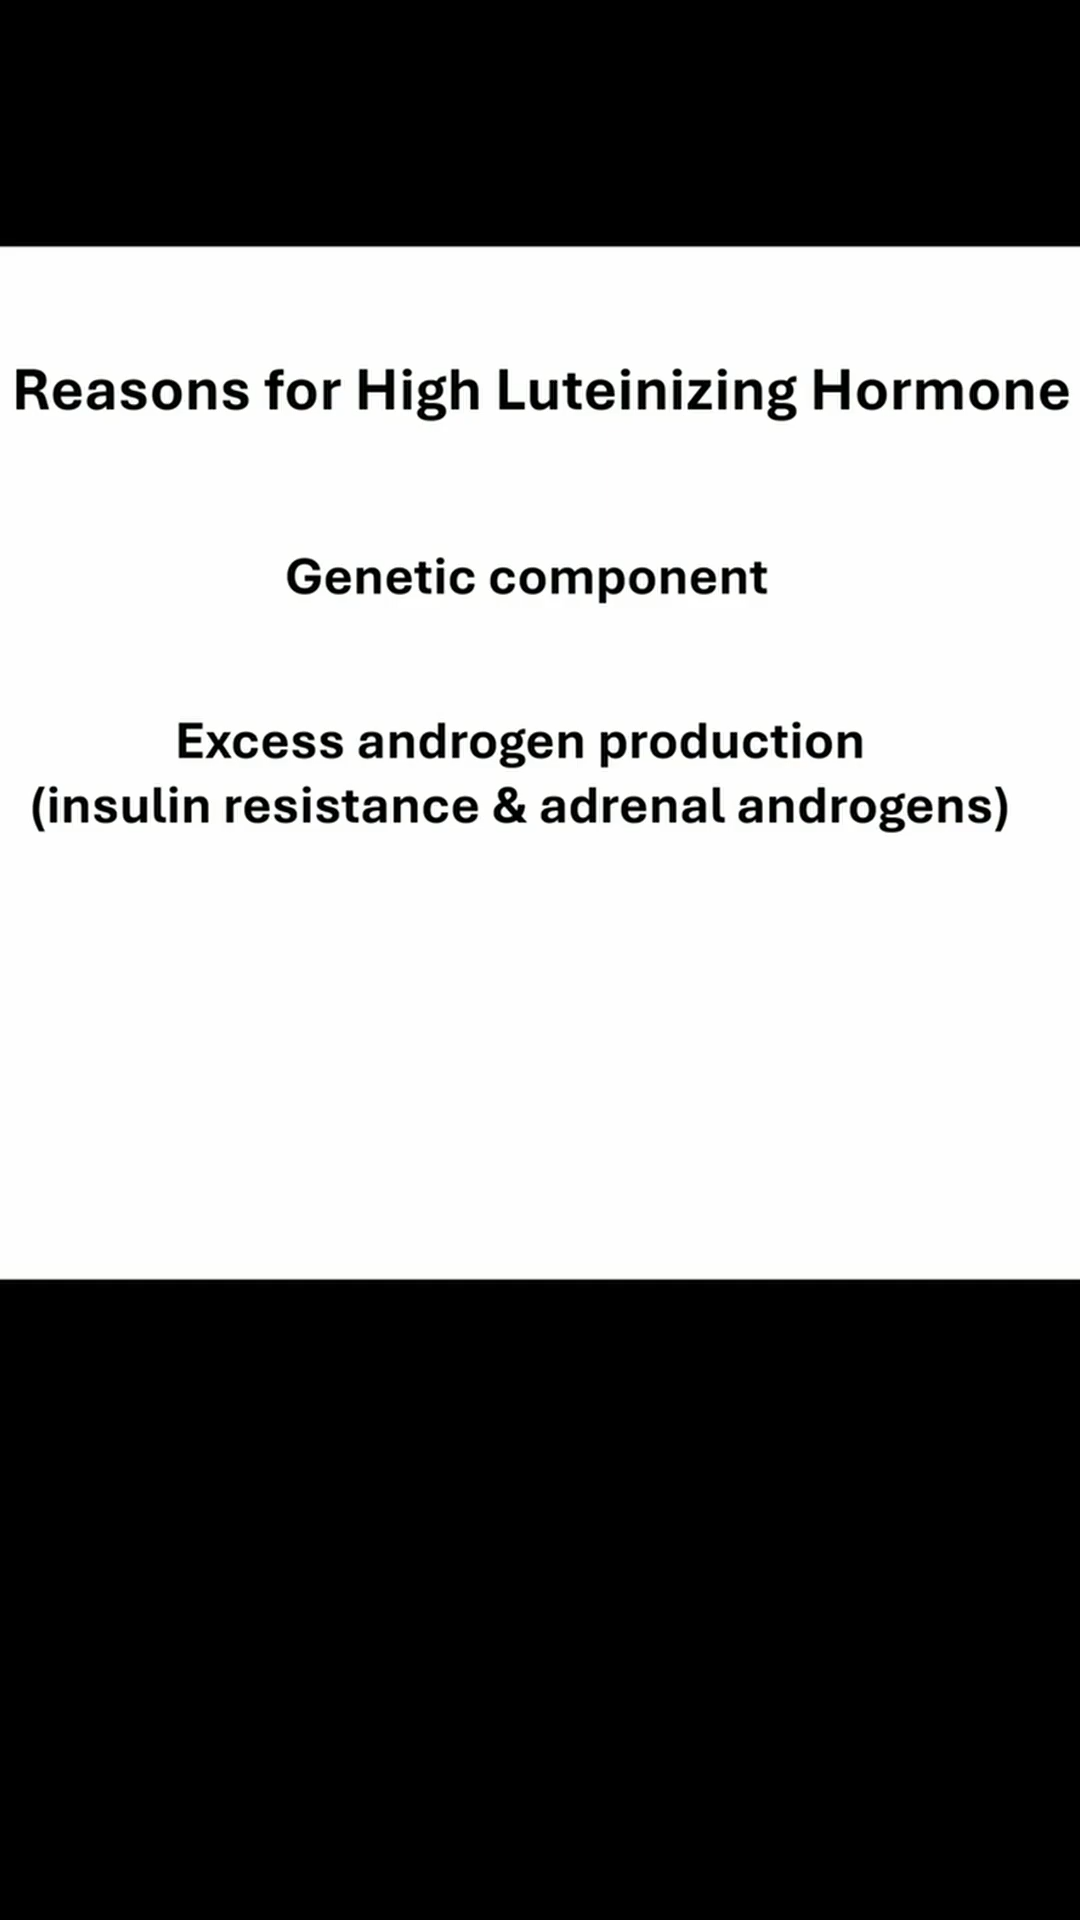 Reasons for High Luteinizing Hormone
Genetic component
Excess androgen production
(insulin resistance & adrenal androgens)